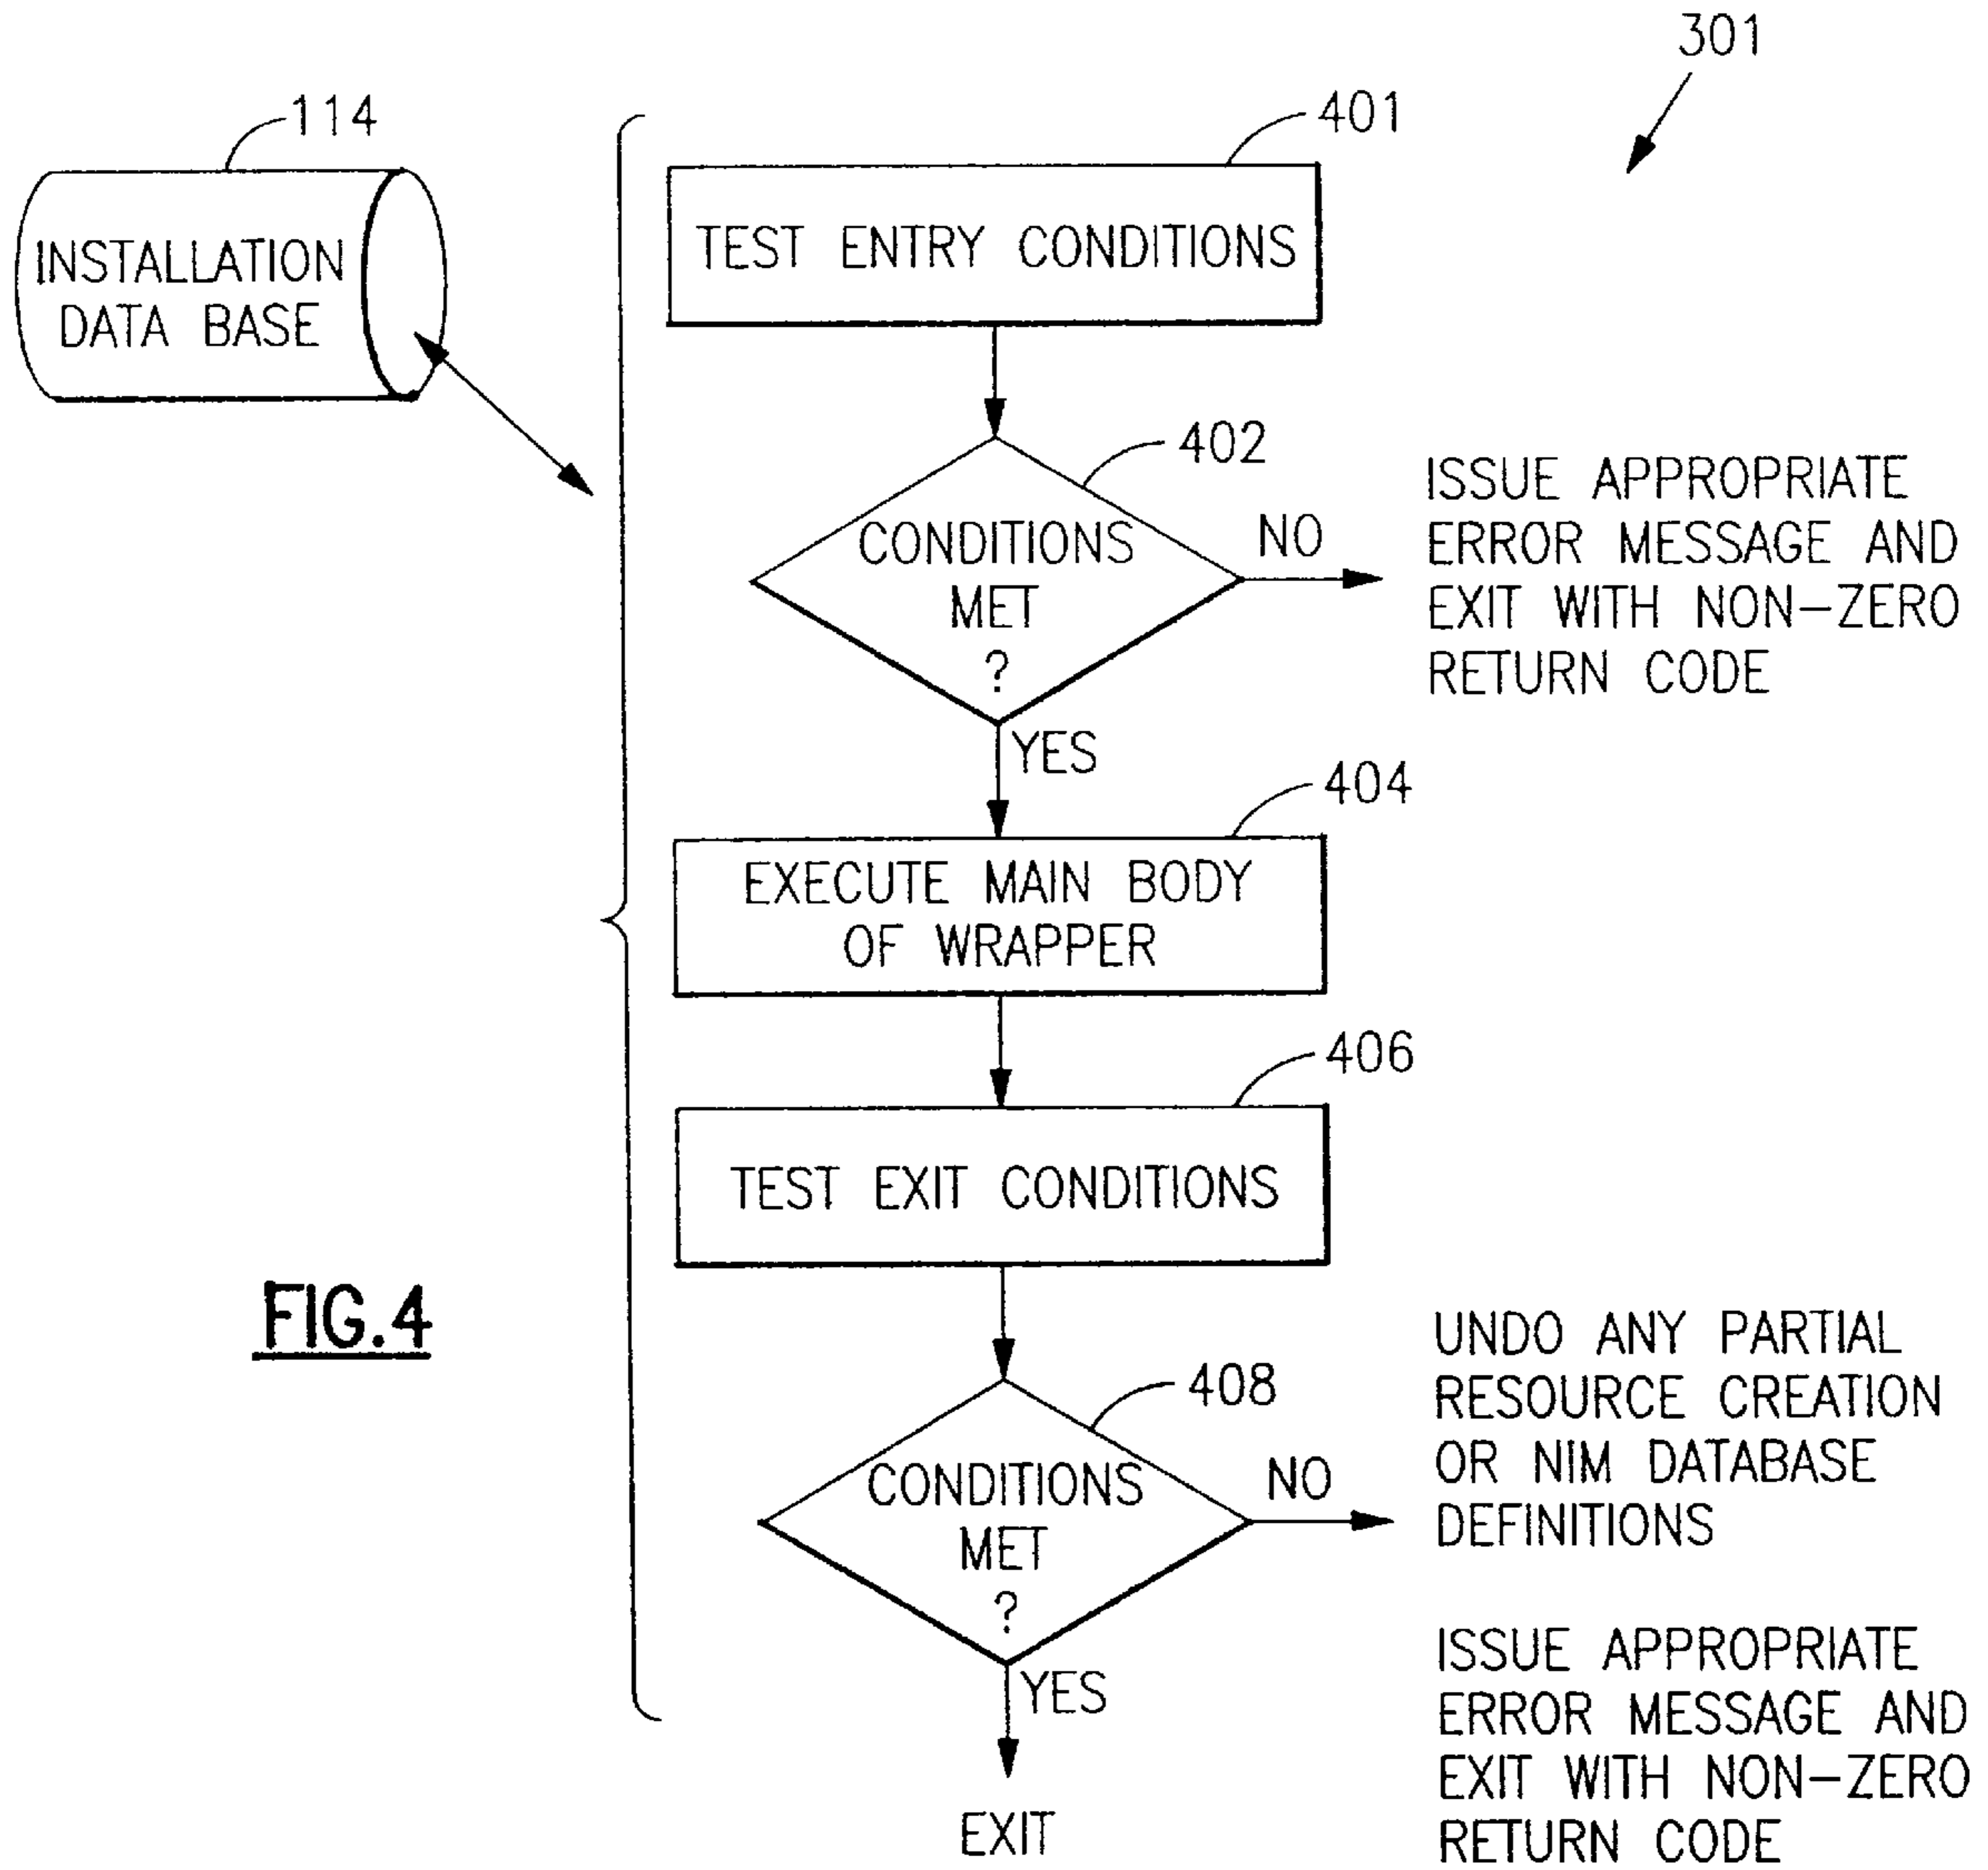 301
114
401
INSTALLATION
DATA BASE
TEST ENTRY CONDITIONS
402
CONDITIONS
MET
?
NO
ISSUE APPROPRIATE
ERROR MESSAGE AND
EXIT WITH NON-ZERO
RETURN CODE
YES
404
EXECUTE MAIN BODY
OF WRAPPER
406
TEST EXIT CONDITIONS
FIG.4
408
CONDITIONS
MET
?
NO
UNDO ANY PARTIAL
RESOURCE CREATION
OR NIM DATABASE
DEFINITIONS
ISSUE APPROPRIATE
ERROR MESSAGE AND
EXIT WITH NON-ZERO
RETURN CODE
YES
EXIT